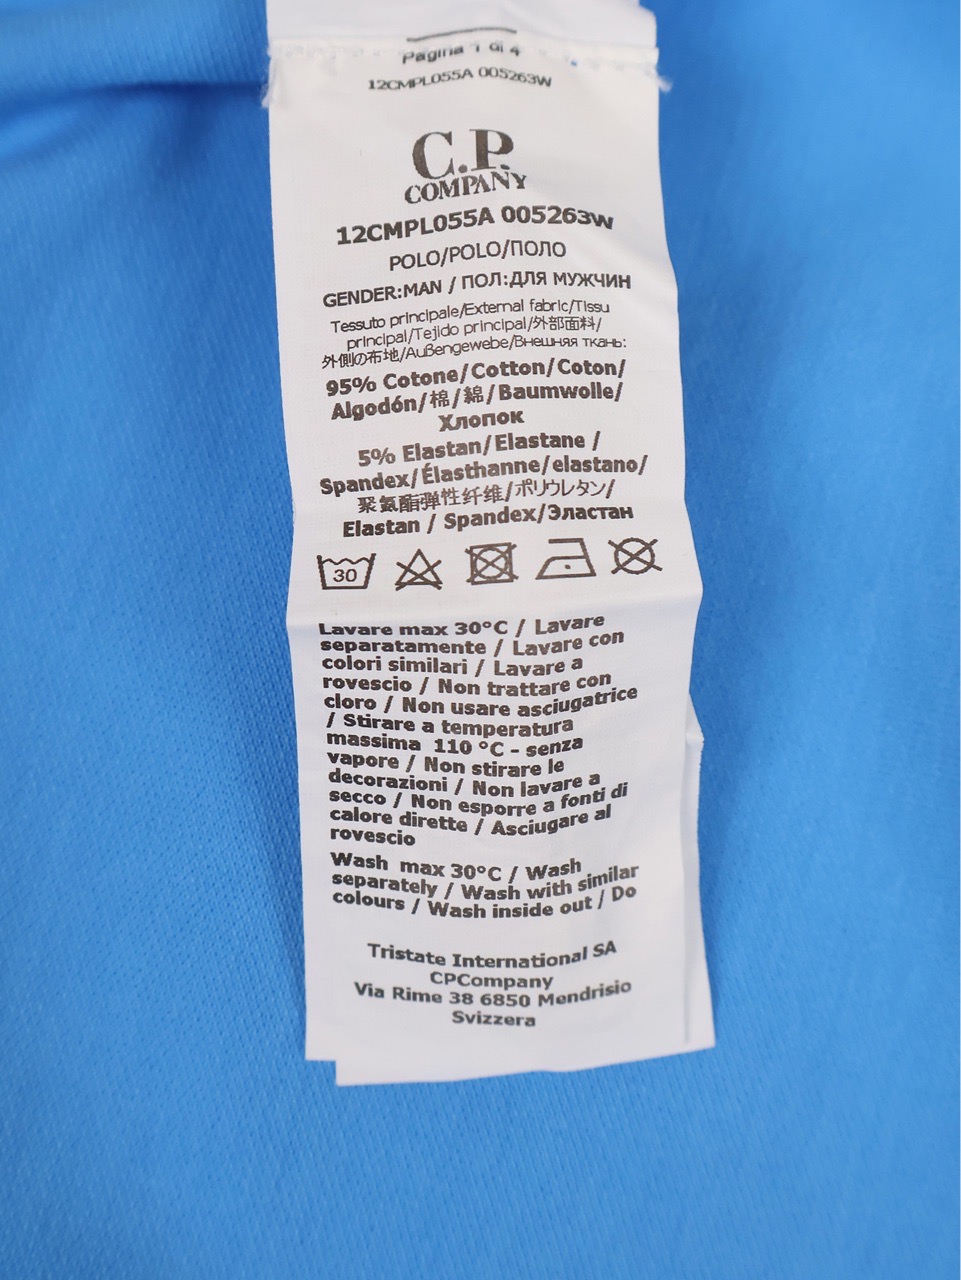 Pagina 1 di 4
12CMPL055A 005263W
C.P.
COMPANY
12CMPL055A 005263W
POLO/POLO/ПОЛО
GENDER:MAN / ПОЛ:ДЛЯ МУЖЧИН
Tessuto principale/External fabric/Tissu
principal/Tejido principal/外部面料/
外側の布地/Außengewebe/Внешняя ткань:
95% Cotone/Cotton/Coton/
Algodón/棉/綿/Baumwolle/
Хлопок
5% Elastan/Elastane /
Spandex/Élasthanne/elastano/
聚氨酯弹性纤维/ポリウレタン/
Elastan / Spandex/Эластан
30
Lavare max 30°C / Lavare
separatamente / Lavare con
colori similari / Lavare a
rovescio / Non trattare con
cloro / Non usare asciugatrice
/ Stirare a temperatura
massima 110 °C - senza
vapore / Non stirare le
decorazioni / Non lavare a
secco / Non esporre a fonti di
calore dirette / Asciugare al
rovescio
Wash max 30°C / Wash
separately / Wash with similar
colours / Wash inside out / Do
Tristate International SA
CPCompany
Via Rime 38 6850 Mendrisio
Svizzera